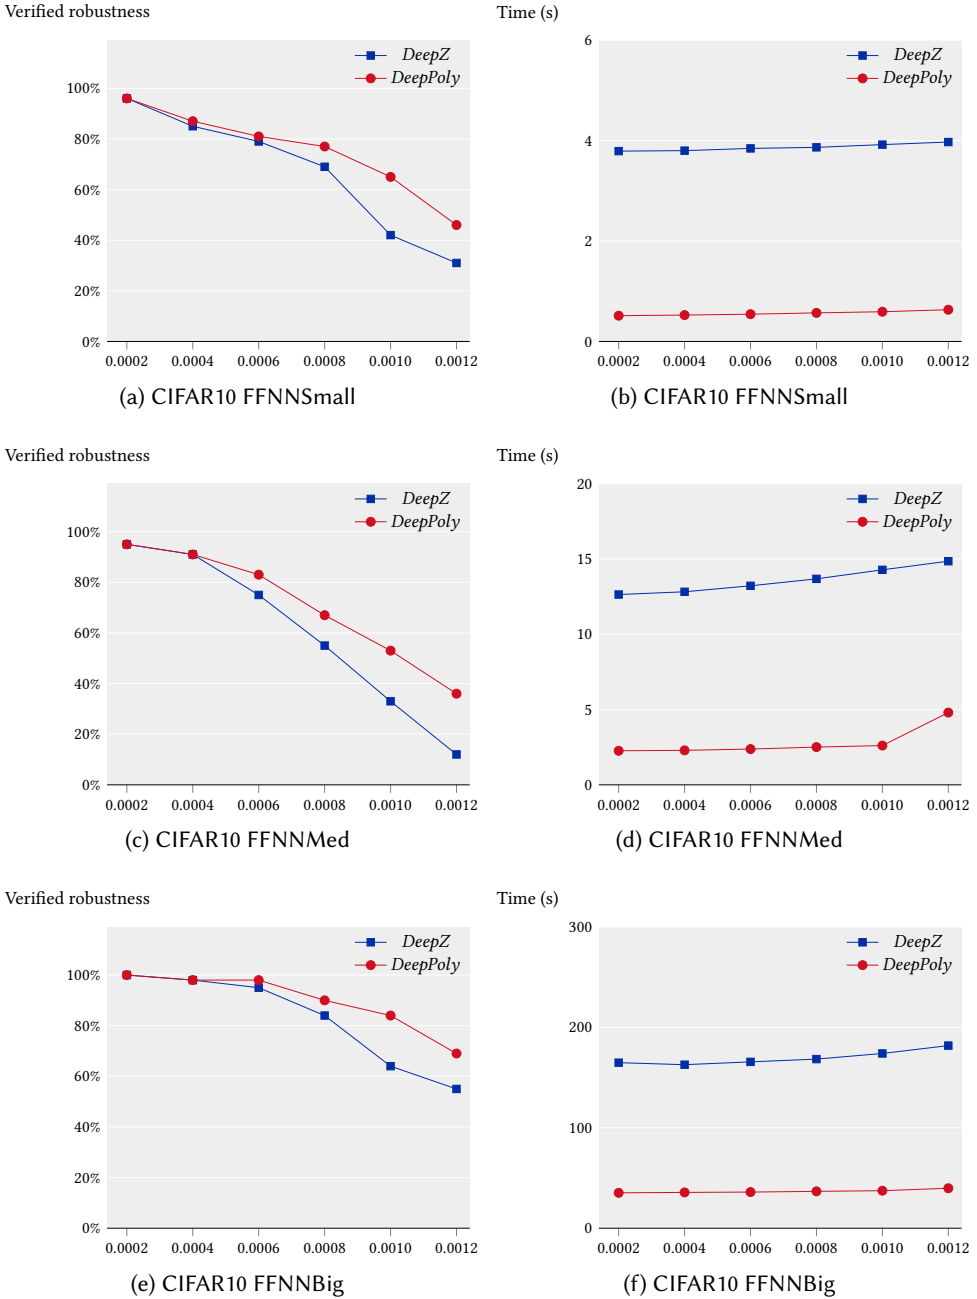 Verified robustness
DeepZ
DeepPoly
100%
80%
60%
40%
20%
0%
0.0002 0.0004 0.0006 0.0008 0.0010 0.0012
(a) CIFAR10 FFNNSmall
Time (s)
DeepZ
DeepPoly
6
4
2
0
0.0002 0.0004 0.0006 0.0008 0.0010 0.0012
(b) CIFAR10 FFNNSmall
Verified robustness
DeepZ
DeepPoly
100%
80%
60%
40%
20%
0%
0.0002 0.0004 0.0006 0.0008 0.0010 0.0012
(c) CIFAR10 FFNNMed
Time (s)
DeepZ
DeepPoly
20
15
10
5
0
0.0002 0.0004 0.0006 0.0008 0.0010 0.0012
(d) CIFAR10 FFNNMed
Verified robustness
DeepZ
DeepPoly
100%
80%
60%
40%
20%
0%
0.0002 0.0004 0.0006 0.0008 0.0010 0.0012
(e) CIFAR10 FFNNBig
Time (s)
DeepZ
DeepPoly
300
200
100
0
0.0002 0.0004 0.0006 0.0008 0.0010 0.0012
(f) CIFAR10 FFNNBig